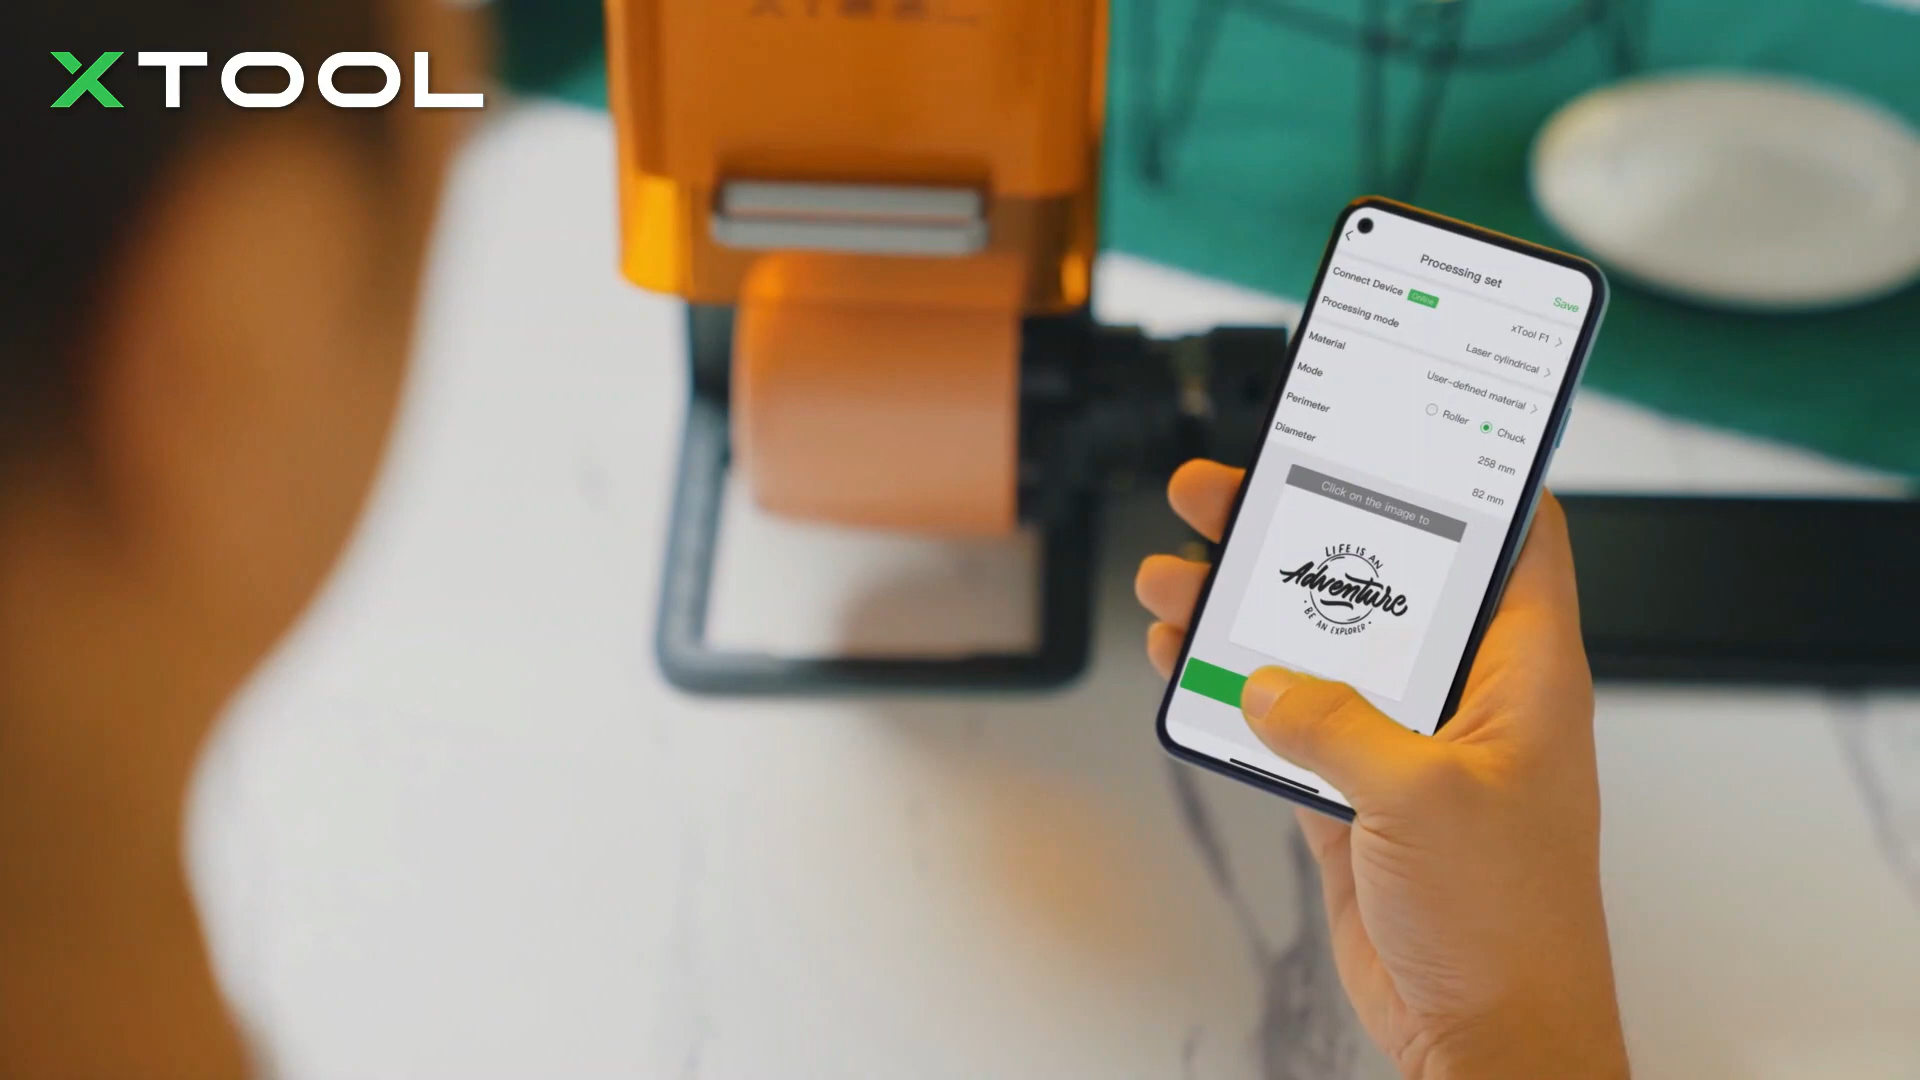 XTOOL
Processing set
Save
Connect Device Online xTool F1
Processing mode Laser cylindrical
Material User-defined material
Mode Roller Chuck
Perimeter 258 mm
Diameter 82 mm
Click on the image to
LIFE IS AN
Adventure
• BE AN EXPLORER •